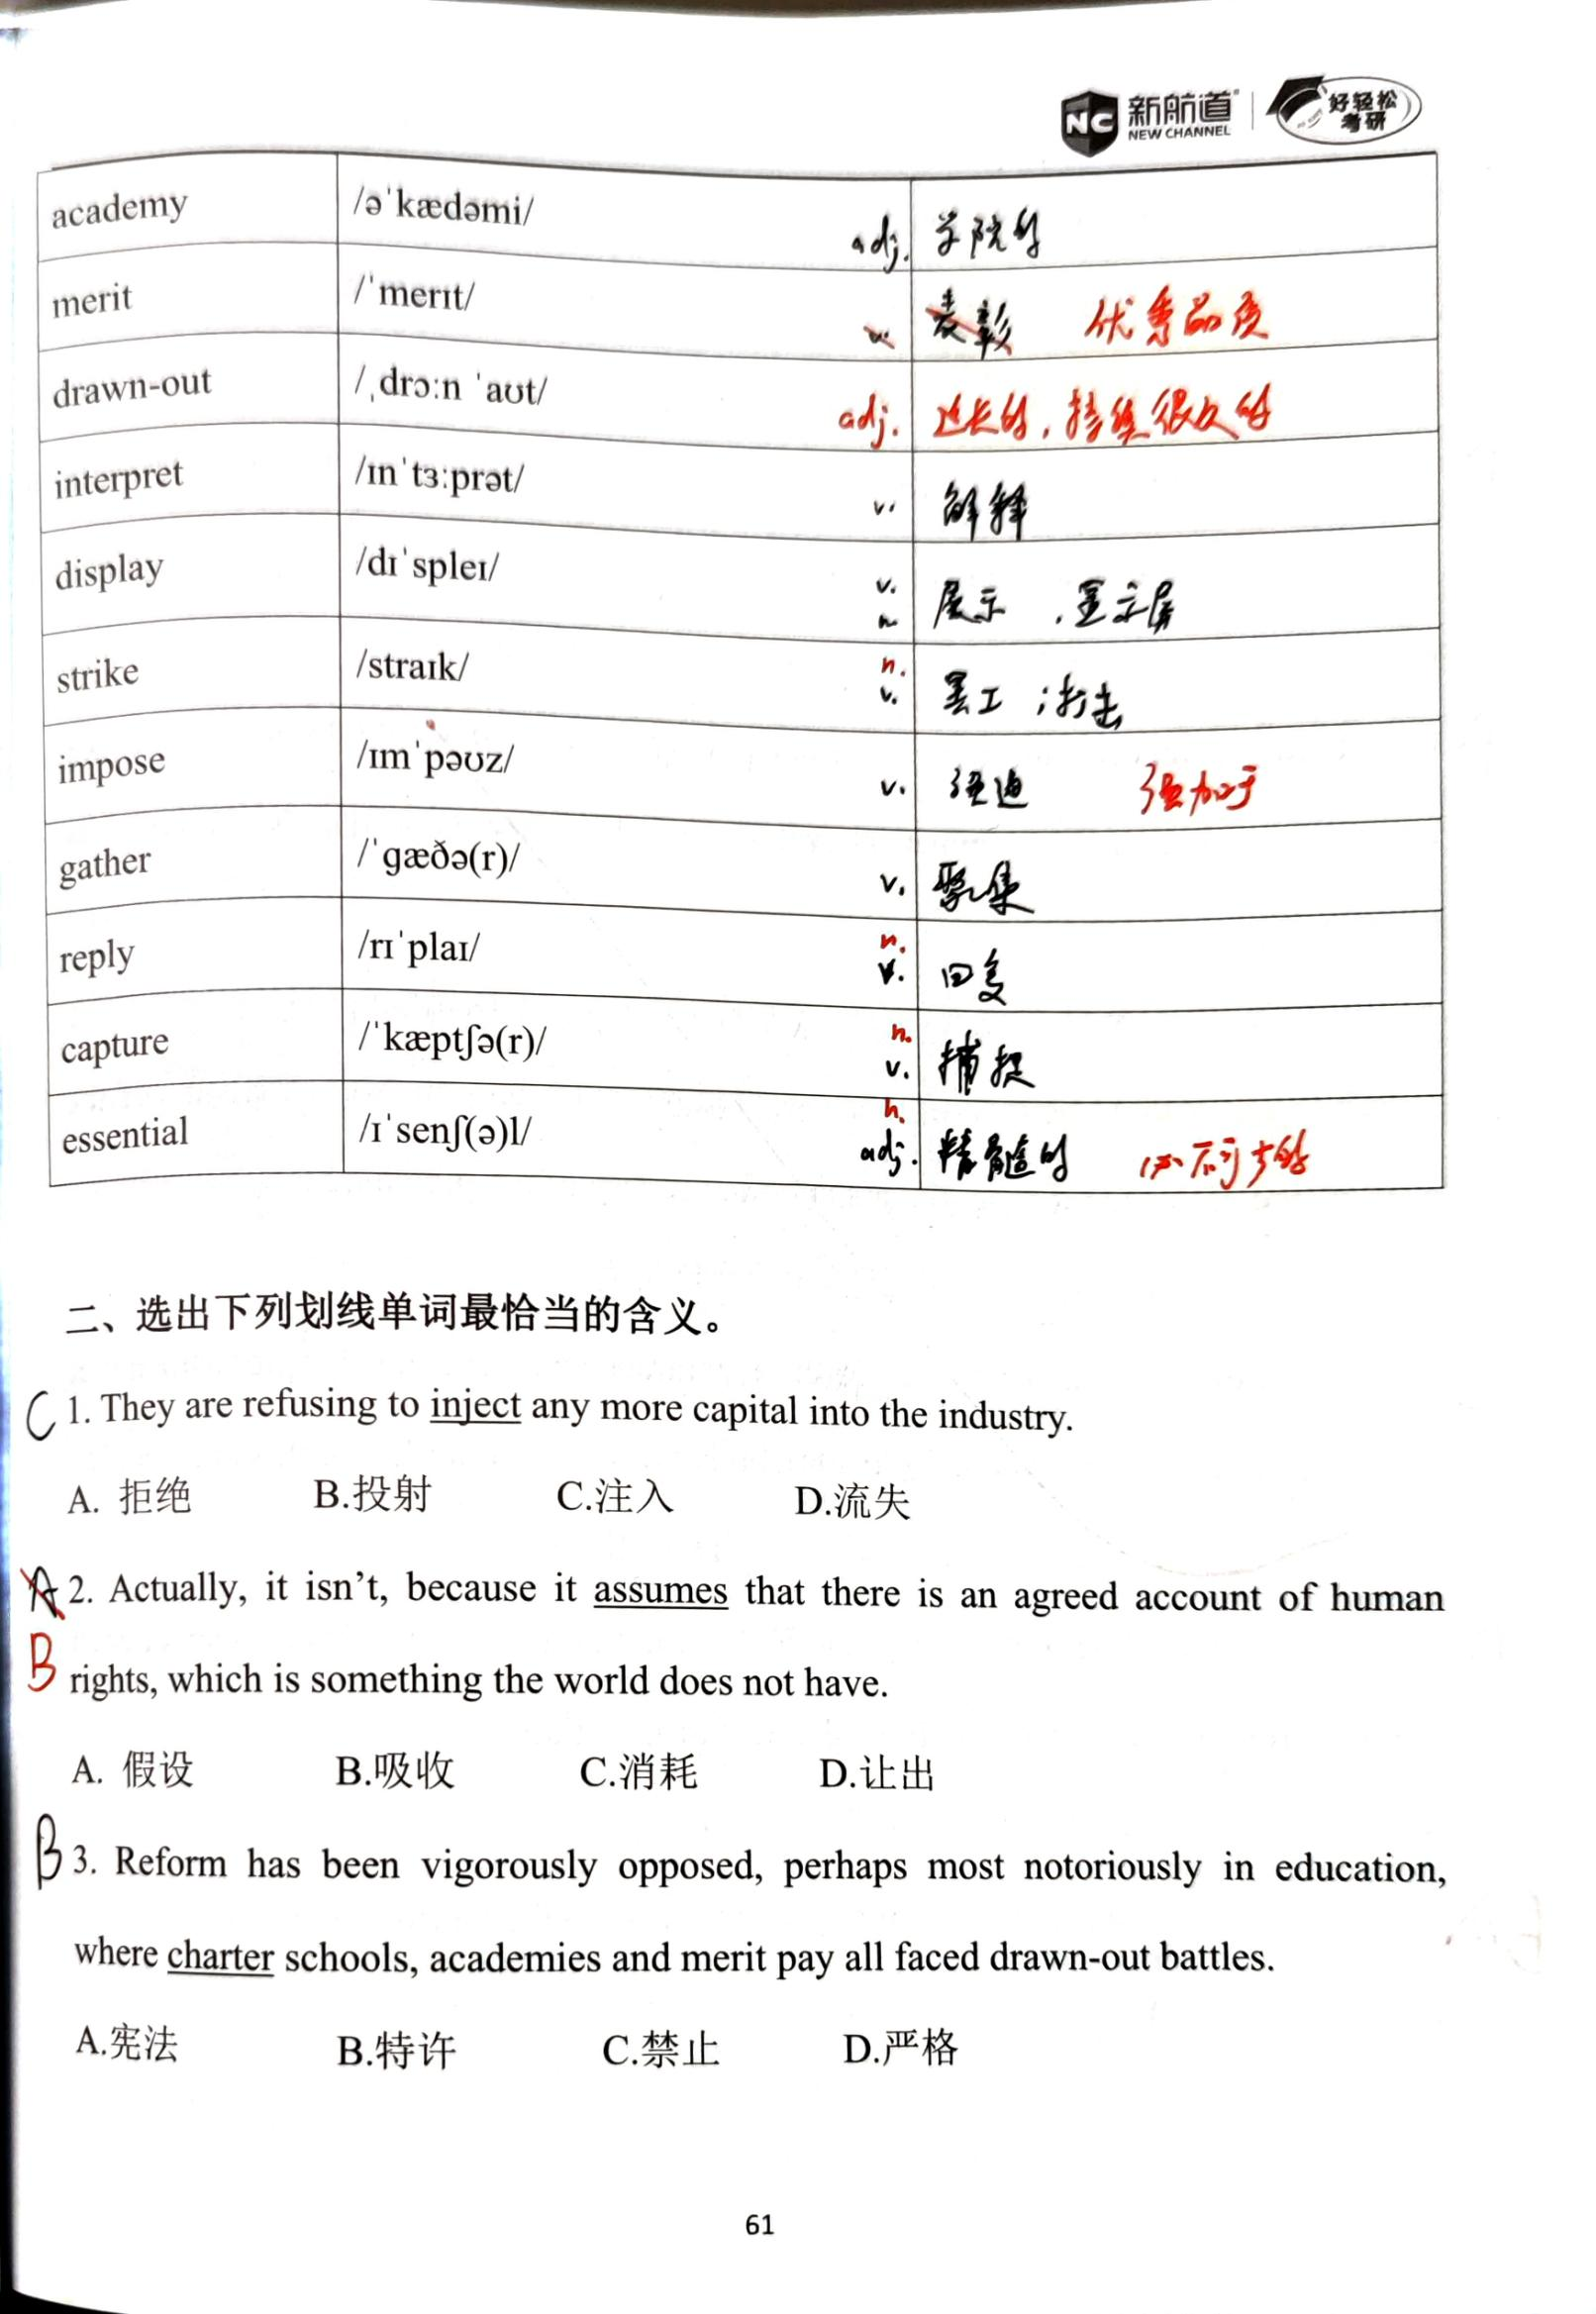 NC 新航道 NEW CHANNEL 好轻松考研
academy /əˈkædəmi/ adj. 学院的
merit /ˈmerɪt/ v. 表彰 优秀品质
drawn-out /ˌdrɔːn ˈaʊt/ adj. 过长的，持续很久的
interpret /ɪnˈtɜːprət/ v. 解释
display /dɪˈspleɪ/ v. n. 展示，显示屏
strike /straɪk/ n. v. 罢工；打击
impose /ɪmˈpəʊz/ v. 强迫 强加于
gather /ˈɡæðə(r)/ v. 聚集
reply /rɪˈplaɪ/ n. v. 回复
capture /ˈkæptʃə(r)/ n. v. 捕捉
essential /ɪˈsenʃ(ə)l/ n. adj. 精髓的 必不可少的
二、选出下列划线单词最恰当的含义。
C 1. They are refusing to inject any more capital into the industry.
A. 拒绝 B.投射 C.注入 D.流失
A 2. Actually, it isn’t, because it assumes that there is an agreed account of human
B rights, which is something the world does not have.
A. 假设 B.吸收 C.消耗 D.让出
B 3. Reform has been vigorously opposed, perhaps most notoriously in education,
where charter schools, academies and merit pay all faced drawn-out battles.
A.宪法 B.特许 C.禁止 D.严格
61